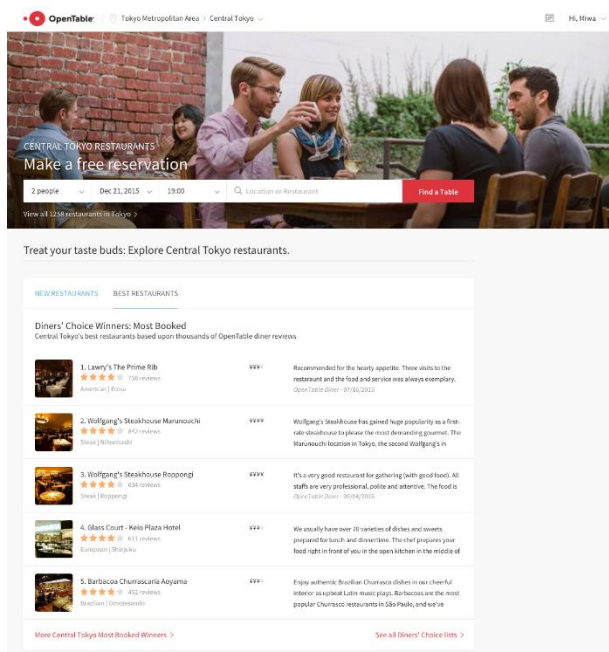 OpenTable
Tokyo Metropolitan Area > Central Tokyo
Hi, Miwa
CENTRAL TOKYO RESTAURANTS
Make a free reservation
2 people
Dec 21, 2015
19:00
Location or Restaurant
Find a Table
View all 1258 restaurants in Tokyo >
Treat your taste buds: Explore Central Tokyo restaurants.
NEW RESTAURANTS
BEST RESTAURANTS
Diners' Choice Winners: Most Booked
Central Tokyo's best restaurants based upon thousands of OpenTable diner reviews
1. Lawry's The Prime Rib
reviews
American | Ebisu
¥¥¥¥
Recommended for the hearty appetite. Three visits to the
restaraunt and the food and service was always exemplary.
OpenTable Diner -
2. Wolfgang's Steakhouse Marunouchi
842 reviews
Steak | Nihonbashi
¥¥¥¥
Wolfgang's Steakhouse has gained huge popularity as a first-
rate steakhouse to please the most demanding gourmet. The
Marunouchi location in Tokyo, the second Wolfgang's in
3. Wolfgang's Steakhouse Roppongi
634 reviews
Steak | Roppongi
¥¥¥¥
It's a very good restaurant for gathering (with good food). All
staffs are very professional, polite and attentive. The food is
OpenTable Diner -
4. Glass Court - Keio Plaza Hotel
611 reviews
European | Shinjuku
¥¥¥¥
We usually have over 20 varieties of dishes and sweets
prepared for lunch and dinnertime. The chef prepares your
food right in front of you in the open kitchen in the middle of
5. Barbacoa Churrascaria Aoyama
452 reviews
Brazilian | Omotesando
¥¥¥¥
Enjoy authentic Brazilian Churrasco dishes in our cheerful
interior as upbeat Latin music plays. Barbacoas are the most
popular Churrasco restaurants in São Paulo, and we've
More Central Tokyo Most Booked Winners >
See all Diners' Choice lists >